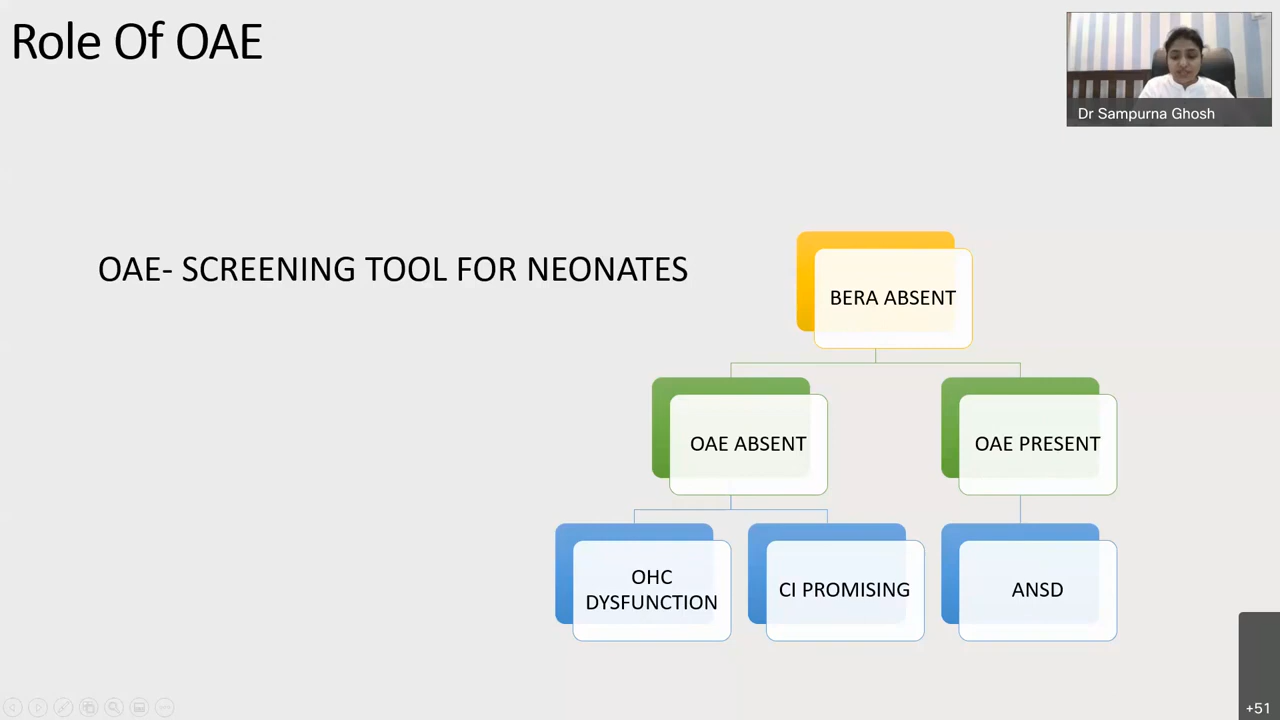 Role Of OAE
Dr Sampurna Ghosh
OAE- SCREENING TOOL FOR NEONATES
BERA ABSENT
OAE ABSENT
OAE PRESENT
OHC
DYSFUNCTION
CI PROMISING
ANSD
+51